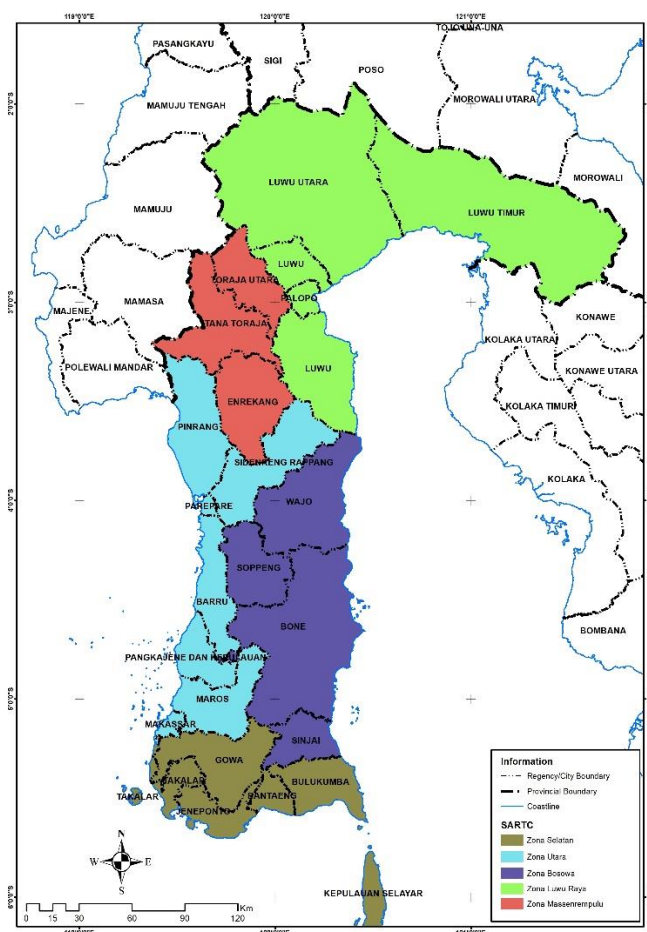 119°0'0"E 120°0'0"E 121°0'0"E
TOJO UNA-UNA
PASANGKAYU
SIGI
POSO
2°0'0"S
MAMUJU TENGAH
MOROWALI UTARA
MOROWALI
LUWU UTARA
MAMUJU
LUWU TIMUR
LUWU
TORAJA UTARA
PALOPO
3°0'0"S
MAJENE
MAMASA
KONAWE
TANA TORAJA
KOLAKA UTARA
POLEWALI MANDAR
LUWU
KONAWE UTARA
ENREKANG
KOLAKA TIMUR
PINRANG
SIDENRENG RAPPANG
KOLAKA
4°0'0"S
PAREPARE
WAJO
SOPPENG
BARRU
BONE
BOMBANA
PANGKAJENE DAN KEPULAUAN
5°0'0"S
MAROS
MAKASSAR
SINJAI
GOWA
TAKALAR
BULUKUMBA
TAKALAR
BANTAENG
JENEPONTO
N
W E
S
KEPULAUAN SELAYAR
6°0'0"S
0 15 30 60 90 120
Km
Information
Regency/City Boundary
Provincial Boundary
Coastline
SARTC
Zona Selatan
Zona Utara
Zona Bosowa
Zona Luwu Raya
Zona Massenrempulu